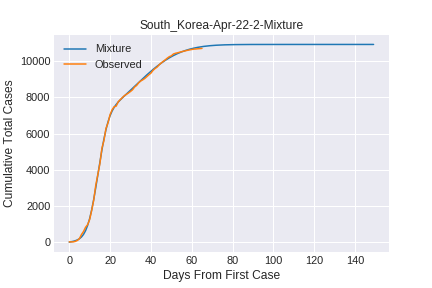 South_Korea-Apr-22-2-Mixture
Cumulative Total Cases
10000
8000
6000
4000
2000
0
Mixture
Observed
0 20 40 60 80 100 120 140
Days From First Case